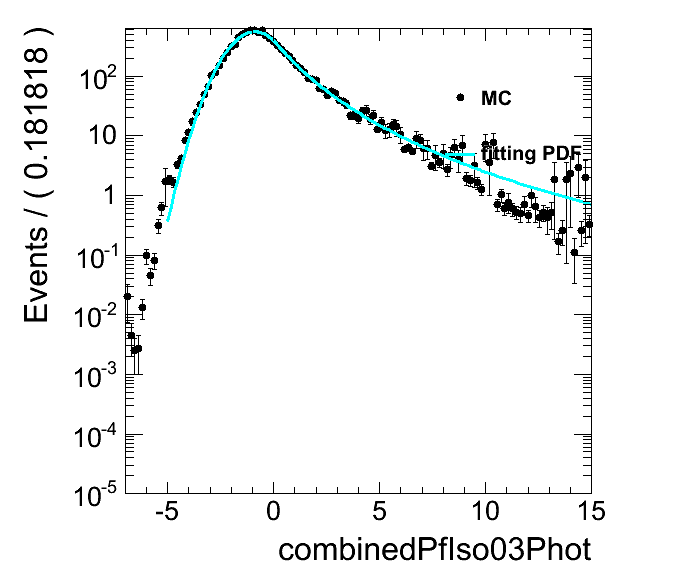 Events / ( 0.181818 )
10²
10
1
10⁻¹
10⁻²
10⁻³
10⁻⁴
10⁻⁵
MC
fitting PDF
-5 0 5 10 15
combinedPfIso03Phot